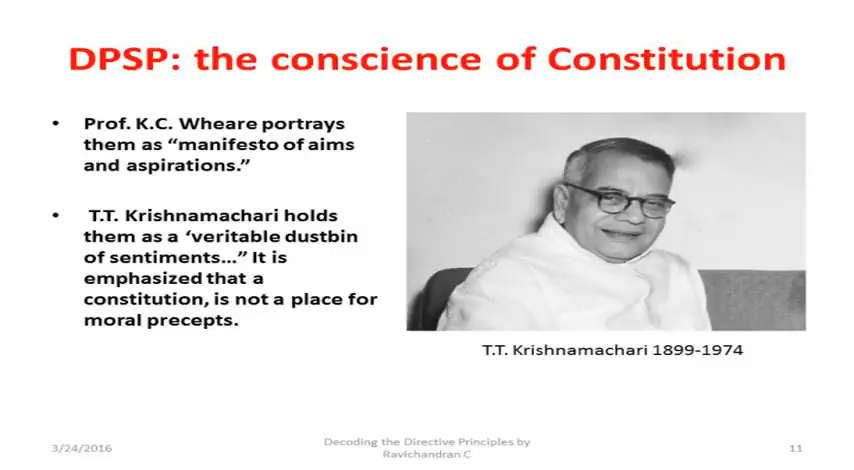 DPSP: the conscience of Constitution
• Prof. K.C. Wheare portrays
them as “manifesto of aims
and aspirations.”
• T.T. Krishnamachari holds
them as a ‘veritable dustbin
of sentiments...” It is
emphasized that a
constitution, is not a place for
moral precepts.
T.T. Krishnamachari 1899-1974
3/24/2016
Decoding the Directive Principles by
Ravichandran C
11